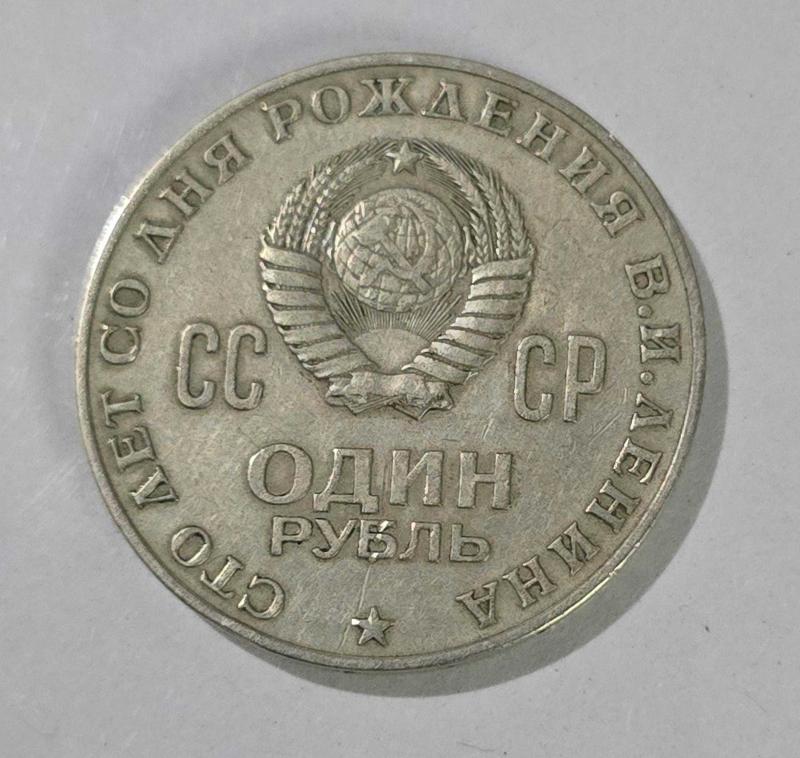 СТО ЛЕТ СО ДНЯ РОЖДЕНИЯ В.И.ЛЕНИНА
СС СР
ОДИН
РУБЛЬ